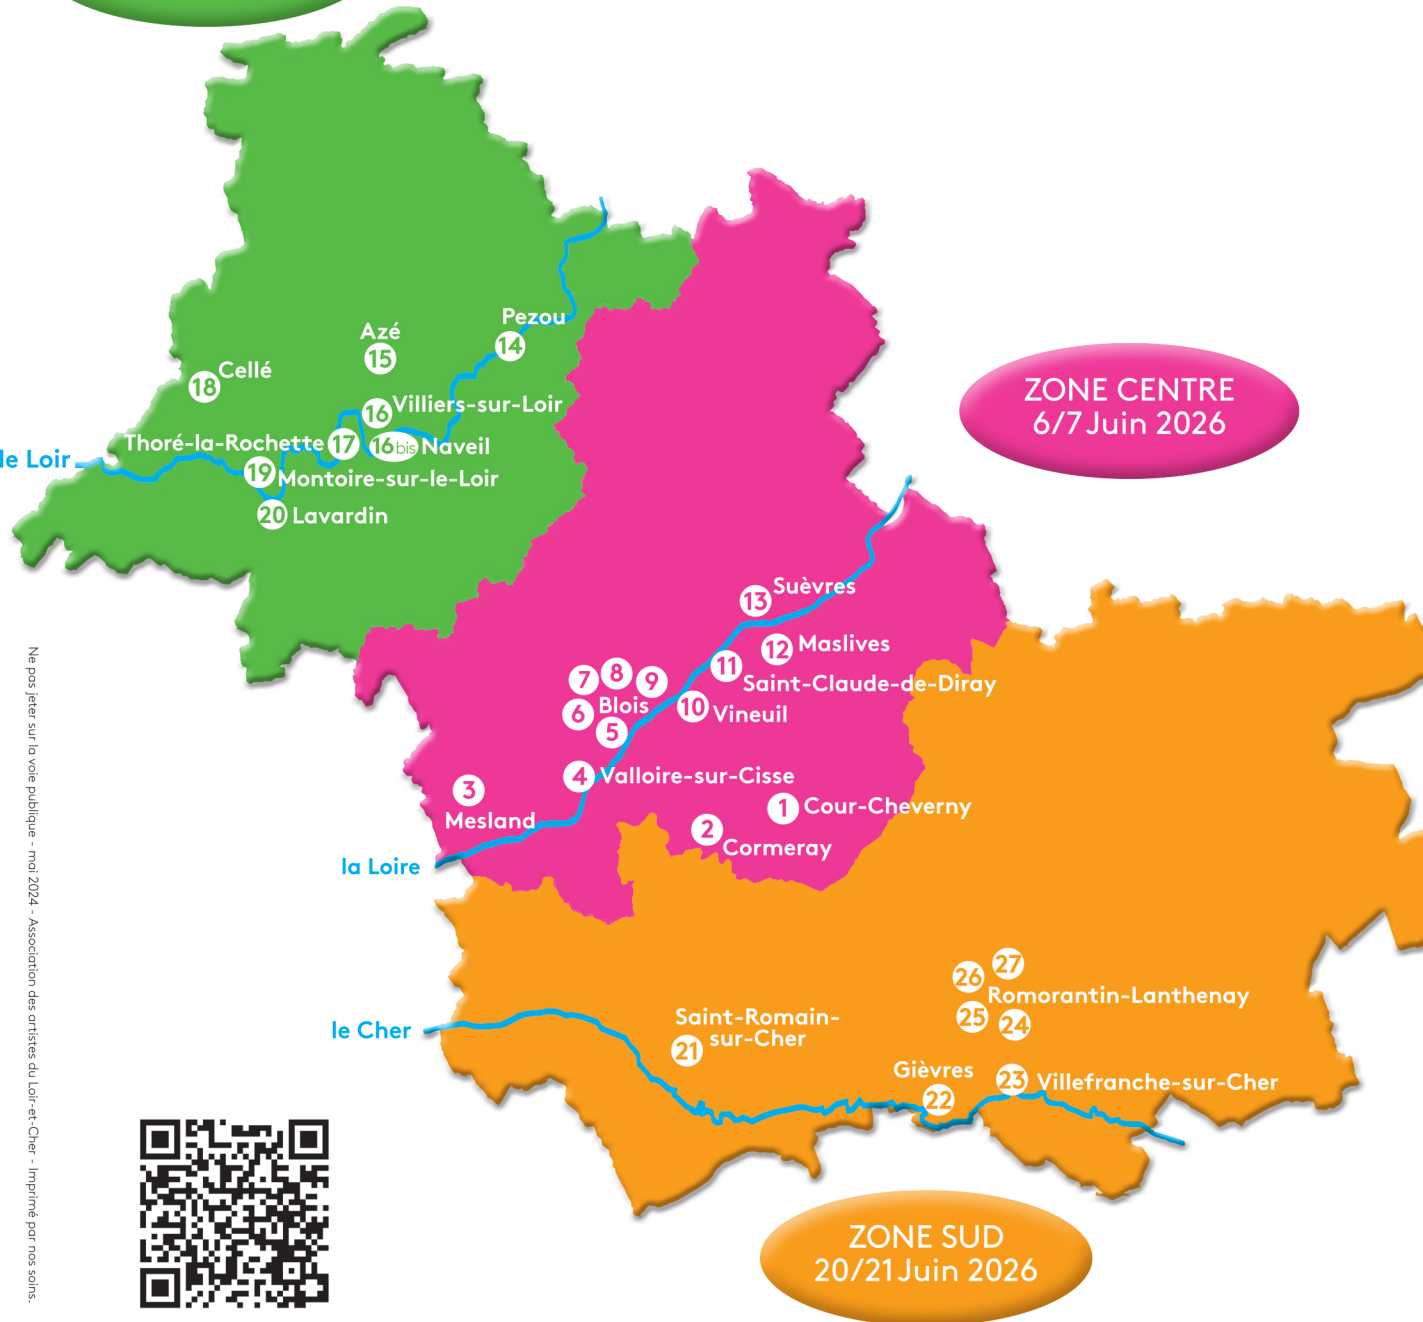 Pezou
14
Azé
15
Cellé
18
16
Villiers-sur-Loir
Thoré-la-Rochette
17
16 bis
Naveil
le Loir
19
Montoire-sur-le-Loir
20
Lavardin
ZONE CENTRE
6/7 Juin 2026
Suèvres
13
12
Maslives
11
Saint-Claude-de-Diray
7
8
9
6
Blois
5
10
Vineuil
4
Valloire-sur-Cisse
3
Mesland
1
Cour-Cheverny
2
Cormeray
la Loire
27
26
Romorantin-Lanthenay
25
24
le Cher
Saint-Romain-
sur-Cher
21
Gièvres
22
23
Villefranche-sur-Cher
ZONE SUD
20/21 Juin 2026
Ne pas jeter sur la voie publique - mai 2024 - Association des artistes du Loir-et-Cher - Imprimé par nos soins.